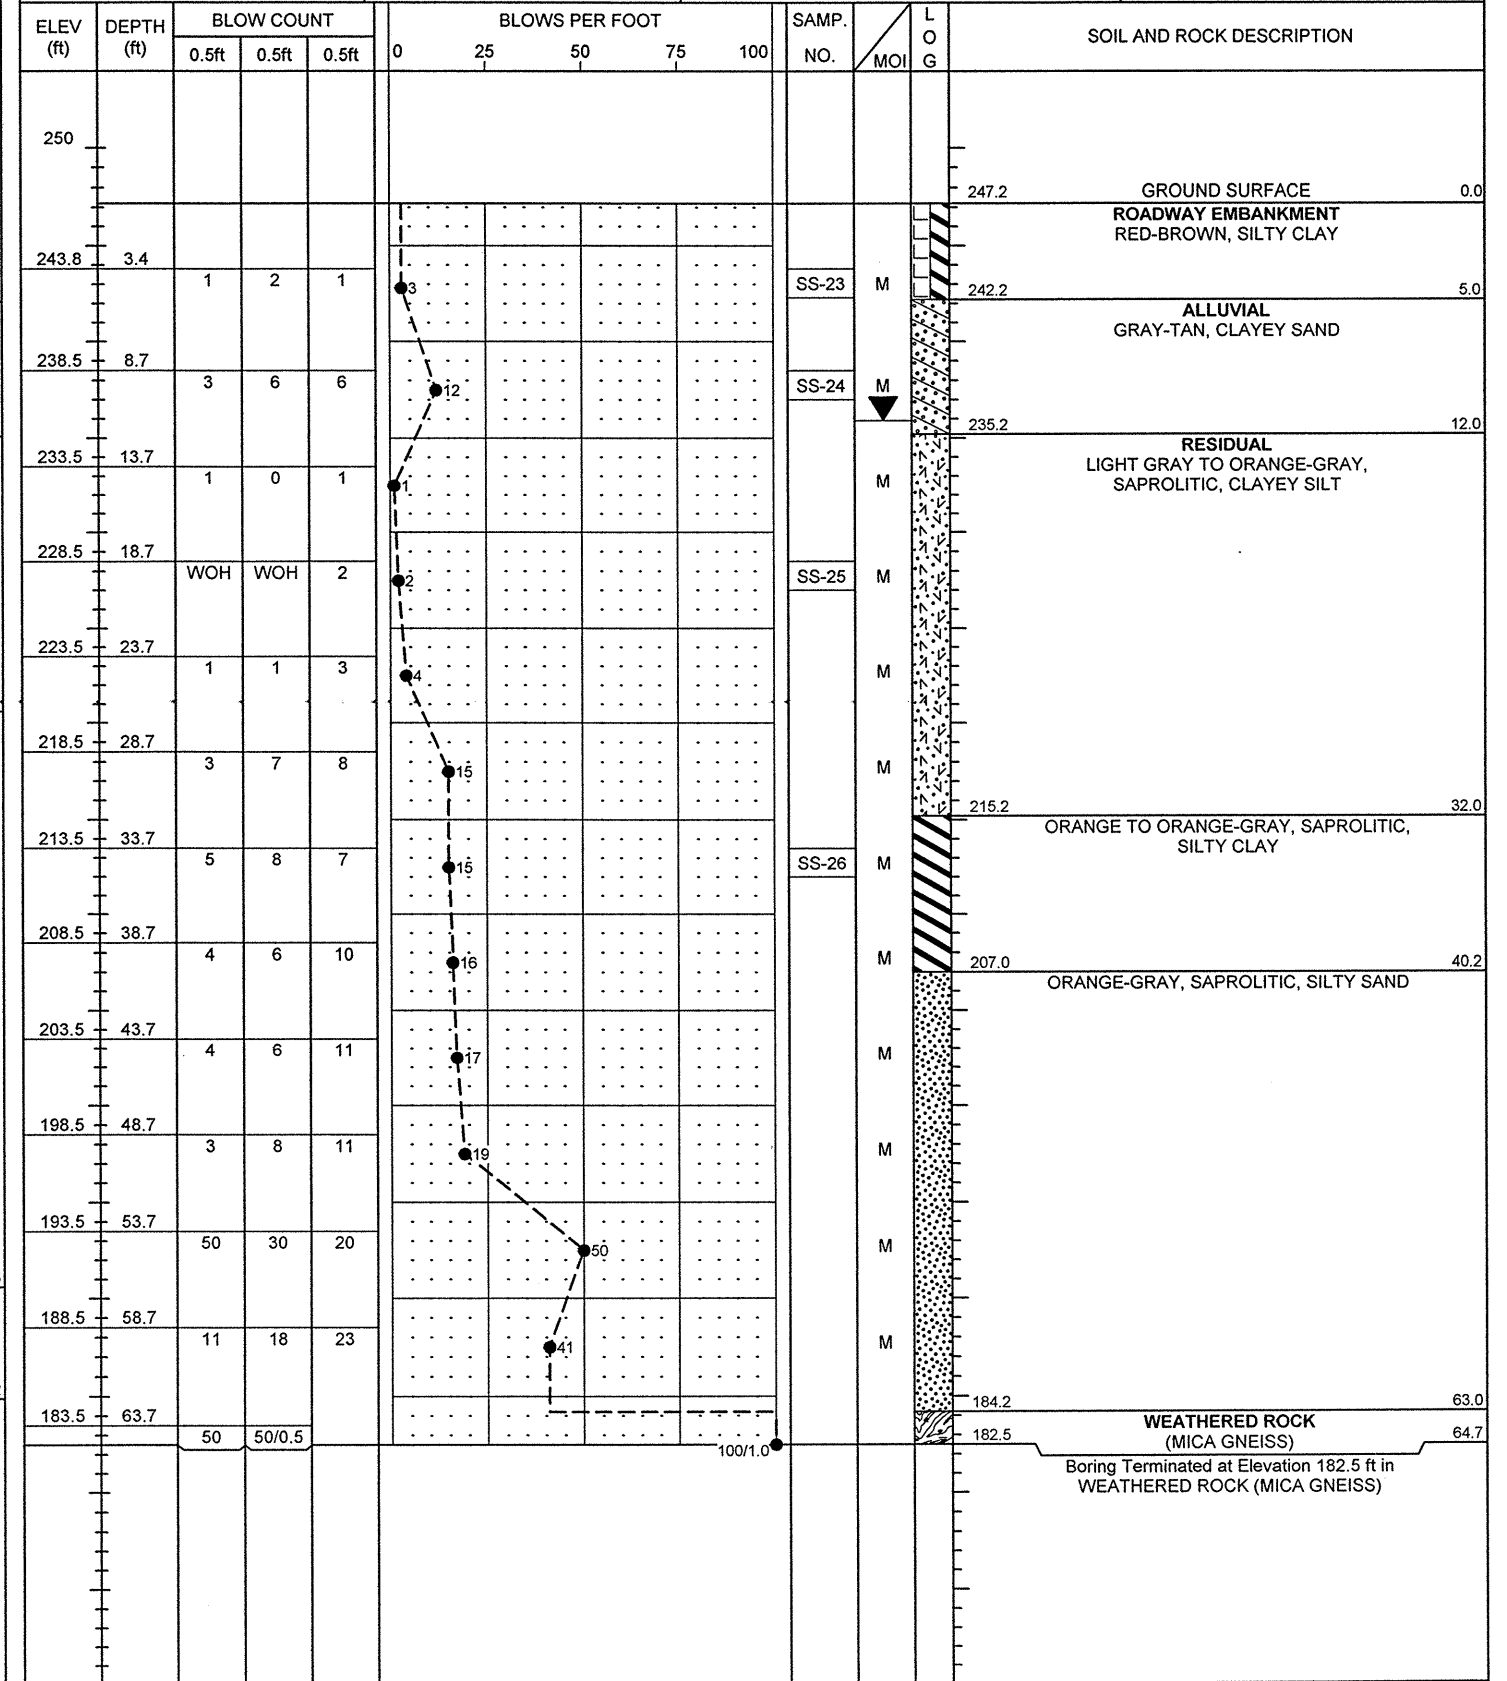 ELEV (ft) DEPTH (ft) BLOW COUNT BLOWS PER FOOT SAMP. NO. MOI LOG SOIL AND ROCK DESCRIPTION
0.5ft 0.5ft 0.5ft 0 25 50 75 100
250
247.2 GROUND SURFACE 0.0
ROADWAY EMBANKMENT
RED-BROWN, SILTY CLAY
243.8 3.4
1 2 1 3 SS-23 M
242.2 5.0
ALLUVIAL
GRAY-TAN, CLAYEY SAND
238.5 8.7
3 6 6 12 SS-24 M
235.2 12.0
RESIDUAL
LIGHT GRAY TO ORANGE-GRAY,
SAPROLITIC, CLAYEY SILT
233.5 13.7
1 0 1 1 M
228.5 18.7
WOH WOH 2 2 SS-25 M
223.5 23.7
1 1 3 4 M
218.5 28.7
3 7 8 15 M
215.2 32.0
ORANGE TO ORANGE-GRAY, SAPROLITIC,
SILTY CLAY
213.5 33.7
5 8 7 15 SS-26 M
208.5 38.7
4 6 10 16 M
207.0 40.2
ORANGE-GRAY, SAPROLITIC, SILTY SAND
203.5 43.7
4 6 11 17 M
198.5 48.7
3 8 11 19 M
193.5 53.7
50 30 20 50 M
188.5 58.7
11 18 23 41 M
184.2 63.0
183.5 63.7
WEATHERED ROCK
(MICA GNEISS)
50 50/0.5 100/1.0 182.5 64.7
Boring Terminated at Elevation 182.5 ft in
WEATHERED ROCK (MICA GNEISS)